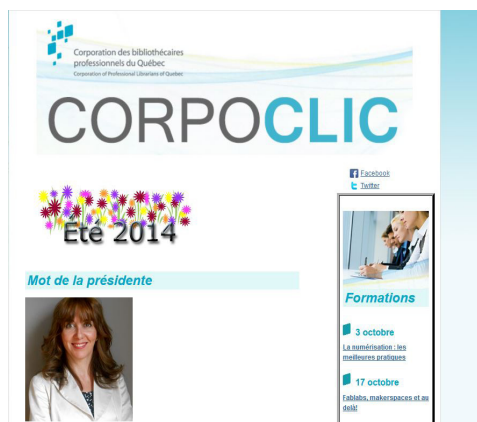 Corporation des bibliothécaires
professionnels du Québec
Corporation of Professional Librarians of Quebec
CORPOCLIC
Facebook
Twitter
Été 2014
Mot de la présidente
Formations
3 octobre
La numérisation : les
meilleures pratiques
17 octobre
Fablabs, makerspaces et au
delà!